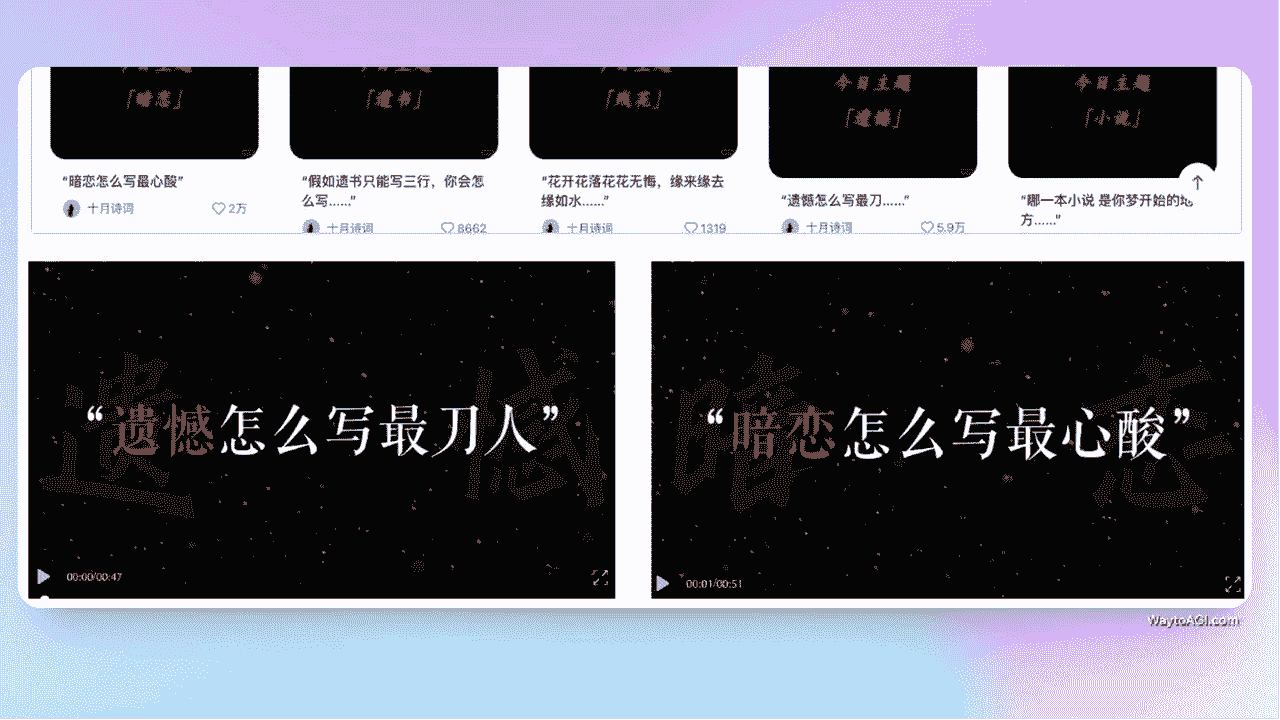 「暗恋」
「遗书」
「残花」
今日主题
「遗憾」
今日主题
「小说」
“暗恋怎么写最心酸”
十月诗词
2万
“假如遗书只能写三行，你会怎
么写……”
十月诗词
8662
“花开花落花花无悔，缘来缘去
缘如水……”
十月诗词
1319
“遗憾怎么写最刀……”
十月诗词
5.9万
“哪一本小说 是你梦开始的地
方……”
遗憾
“遗憾怎么写最刀人”
00:00/00:47
暗恋
“暗恋怎么写最心酸”
00:01/00:51
WaytoAGI.com